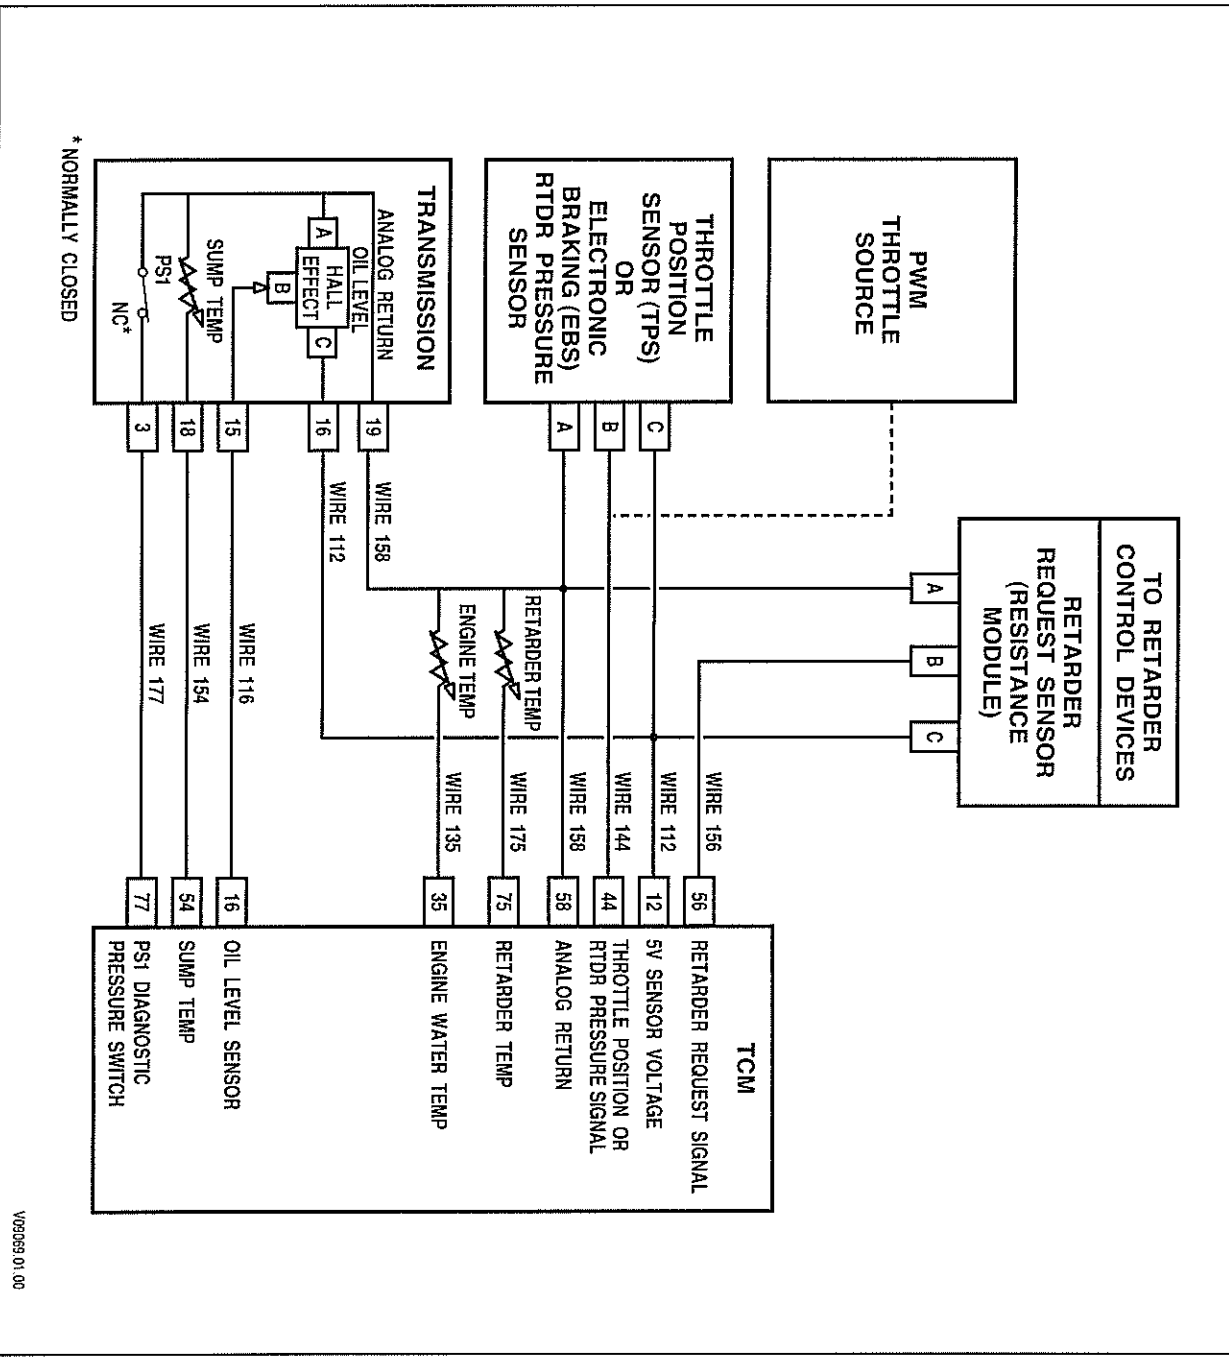 TO RETARDER
CONTROL DEVICES
RETARDER
REQUEST SENSOR
(RESISTANCE
MODULE)
A
B
C
PWM
THROTTLE
SOURCE
THROTTLE
POSITION
SENSOR (TPS)
OR
ELECTRONIC
BRAKING (EBS)
RTDR PRESSURE
SENSOR
C
B
A
WIRE 156
WIRE 112
WIRE 144
WIRE 158
RETARDER TEMP
WIRE 175
ENGINE TEMP
WIRE 135
TRANSMISSION
ANALOG RETURN
OIL LEVEL
A
HALL
EFFECT
B
C
SUMP TEMP
PS1
NC*
19
16
15
18
3
WIRE 158
WIRE 112
WIRE 116
WIRE 154
WIRE 177
TCM
56
RETARDER REQUEST SIGNAL
12
5V SENSOR VOLTAGE
44
THROTTLE POSITION OR
RTDR PRESSURE SIGNAL
58
ANALOG RETURN
75
RETARDER TEMP
35
ENGINE WATER TEMP
16
OIL LEVEL SENSOR
54
SUMP TEMP
77
PS1 DIAGNOSTIC
PRESSURE SWITCH
* NORMALLY CLOSED
V09069.01.00